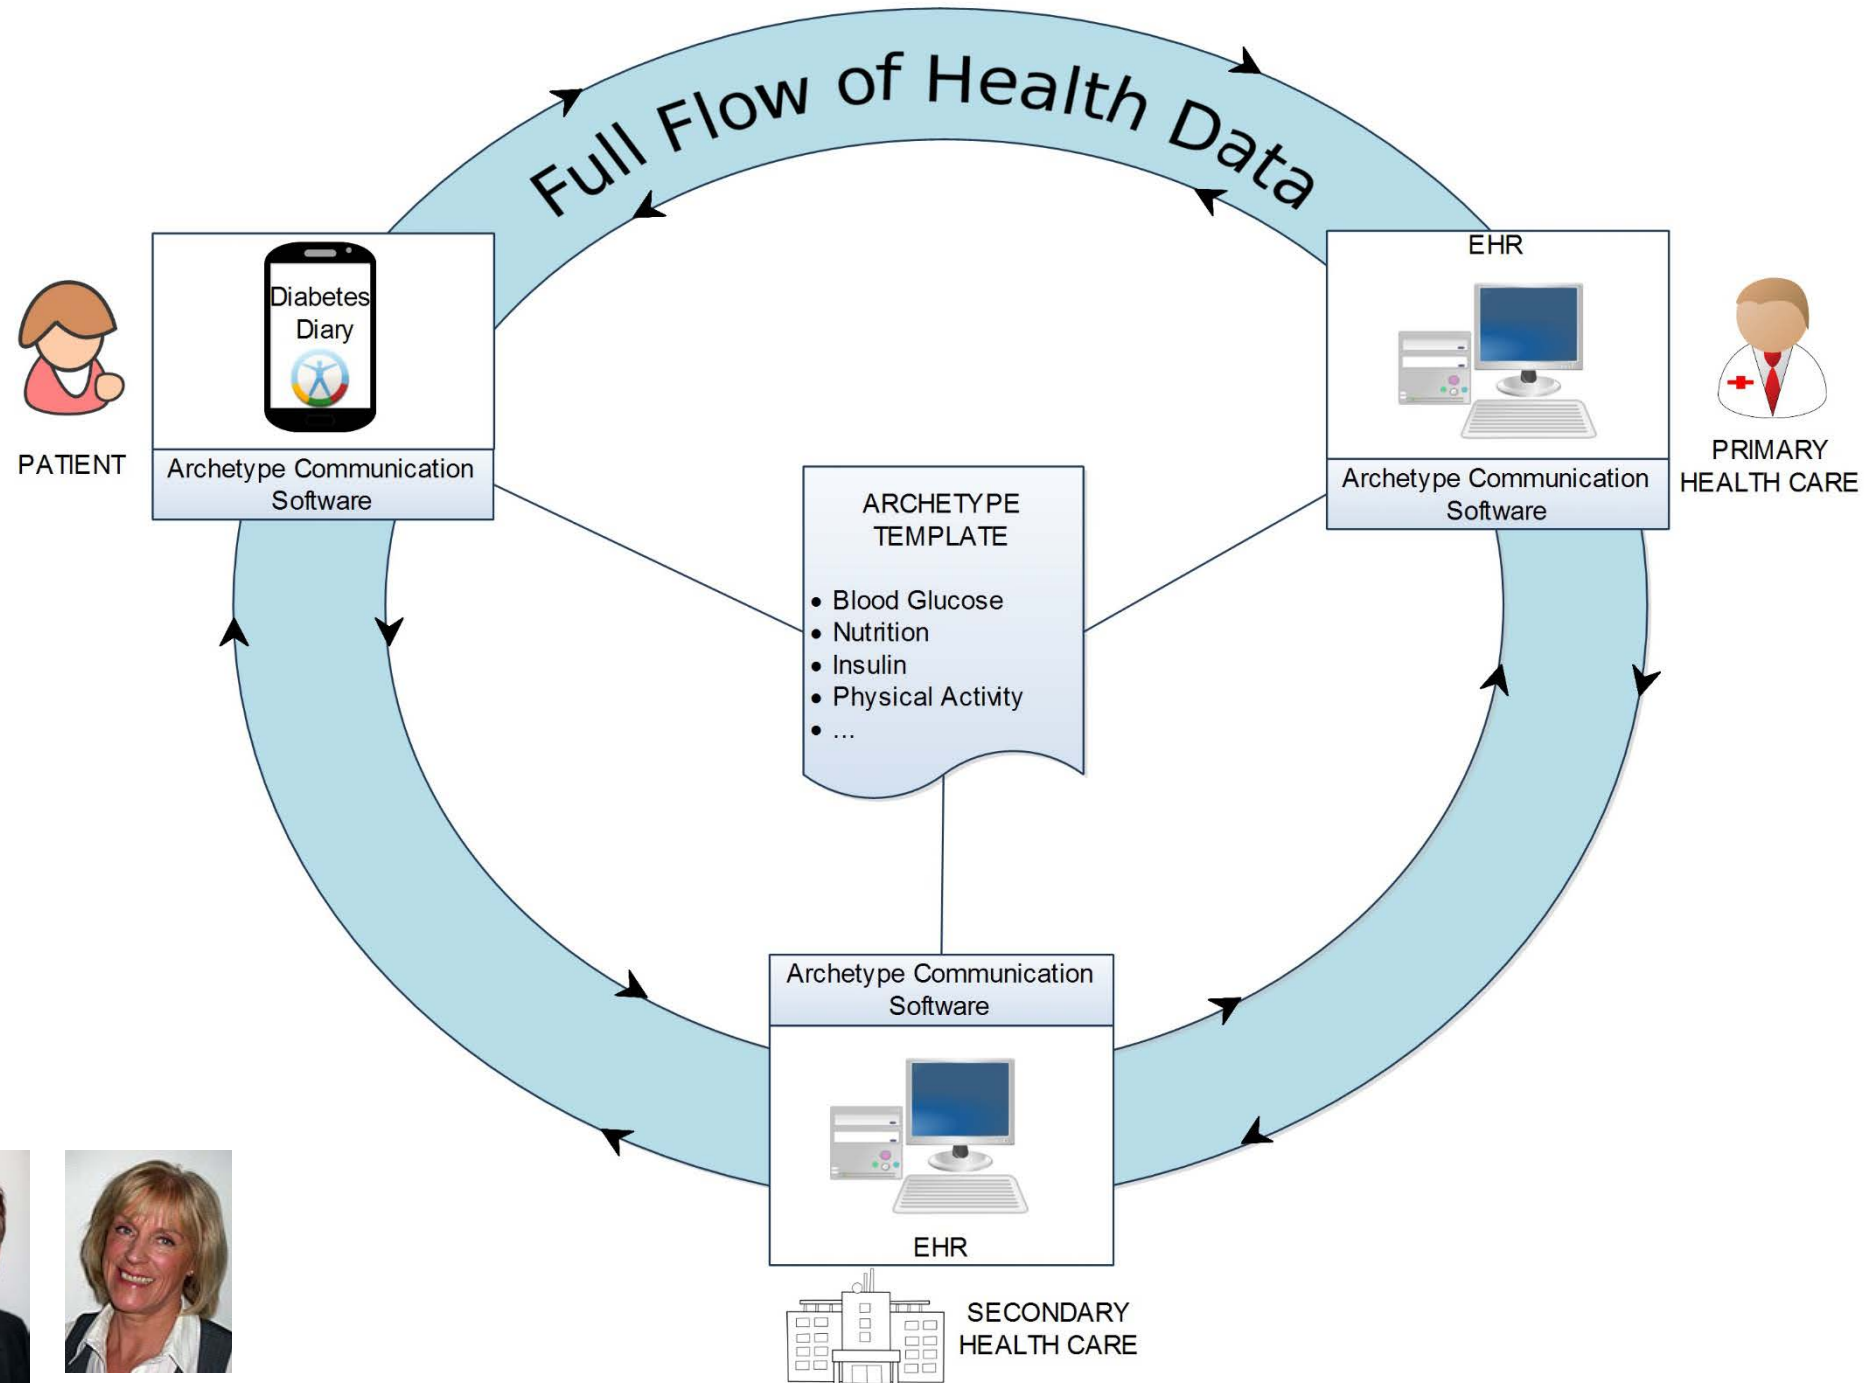 Full Flow of Health Data
Diabetes
Diary
Archetype Communication
Software
PATIENT
EHR
Archetype Communication
Software
PRIMARY
HEALTH CARE
ARCHETYPE
TEMPLATE
• Blood Glucose
• Nutrition
• Insulin
• Physical Activity
• ...
Archetype Communication
Software
EHR
SECONDARY
HEALTH CARE